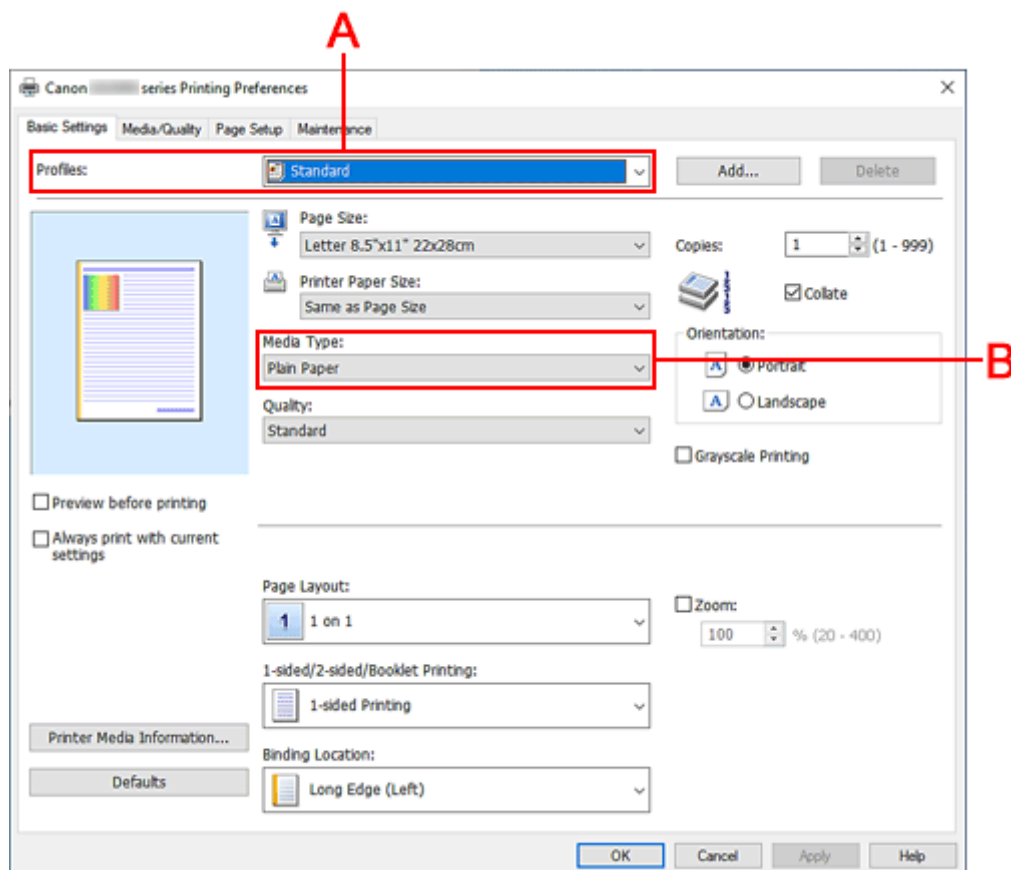 A
Canon series Printing Preferences
Basic Settings Media/Quality Page Setup Maintenance
Profiles: Standard Add... Delete
Page Size:
Letter 8.5"x11" 22x28cm
Copies: 1 (1 - 999)
Printer Paper Size:
Same as Page Size
Collate
Media Type:
Plain Paper
B
Orientation:
A Portrait
A Landscape
Quality:
Standard
Grayscale Printing
Preview before printing
Always print with current
settings
Page Layout:
1 1 on 1
Zoom:
100 % (20 - 400)
1-sided/2-sided/Booklet Printing:
1-sided Printing
Printer Media Information...
Binding Location:
Defaults
Long Edge (Left)
OK Cancel Apply Help